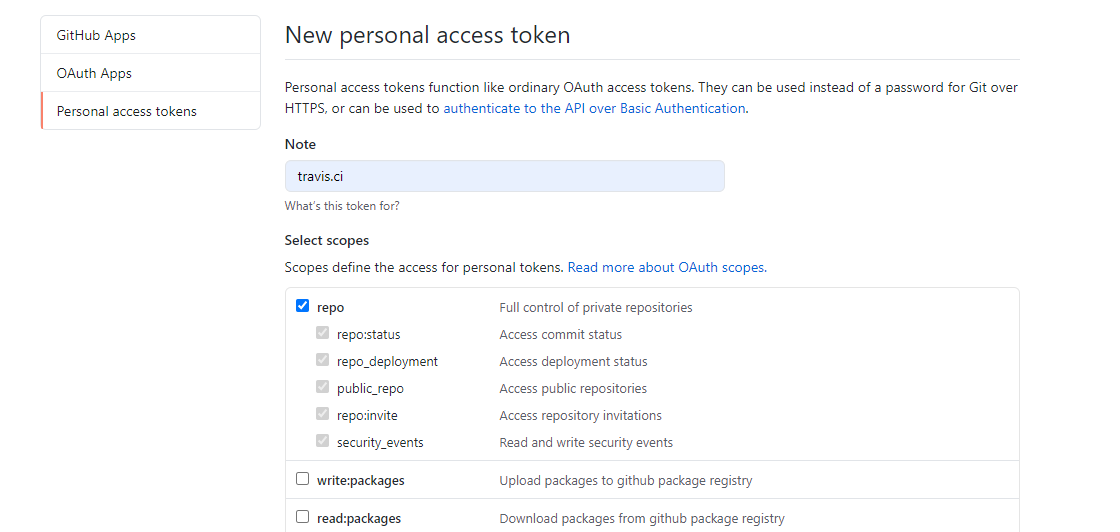 GitHub Apps
OAuth Apps
Personal access tokens
New personal access token
Personal access tokens function like ordinary OAuth access tokens. They can be used instead of a password for Git over
HTTPS, or can be used to authenticate to the API over Basic Authentication.
Note
travis.ci
What's this token for?
Select scopes
Scopes define the access for personal tokens. Read more about OAuth scopes.
repo Full control of private repositories
repo:status Access commit status
repo_deployment Access deployment status
public_repo Access public repositories
repo:invite Access repository invitations
security_events Read and write security events
write:packages Upload packages to github package registry
read:packages Download packages from github package registry